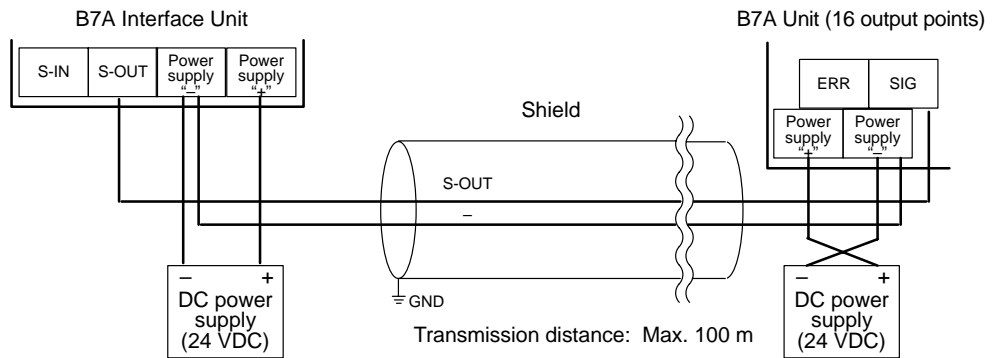 B7A Interface Unit
B7A Unit (16 output points)
S-IN
S-OUT
Power
supply
“–”
Power
supply
“+”
ERR
SIG
Power
supply
“+”
Power
supply
“–”
Shield
S-OUT
–
– +
DC power
supply
(24 VDC)
GND
– +
DC power
supply
(24 VDC)
Transmission distance: Max. 100 m